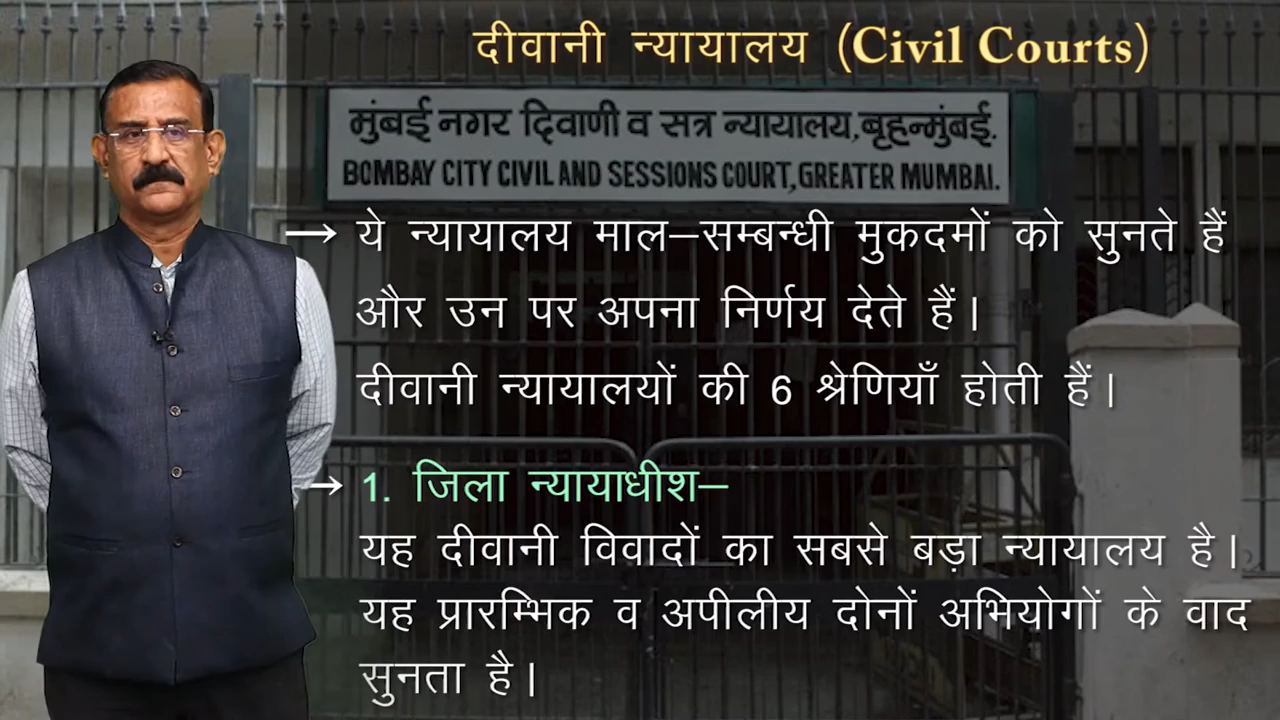 दीवानी न्यायालय (Civil Courts)
मुंबई नगर दिवाणी व सत्र न्यायालय,बृहन्मुंबई.
BOMBAY CITY CIVIL AND SESSIONS COURT, GREATER MUMBAI.
→ ये न्यायालय माल–सम्बन्धी मुकदमों को सुनते हैं
और उन पर अपना निर्णय देते हैं।
दीवानी न्यायालयों की 6 श्रेणियाँ होती हैं।
→ 1. जिला न्यायाधीश–
यह दीवानी विवादों का सबसे बड़ा न्यायालय है।
यह प्रारम्भिक व अपीलीय दोनों अभियोगों के वाद
सुनता है।